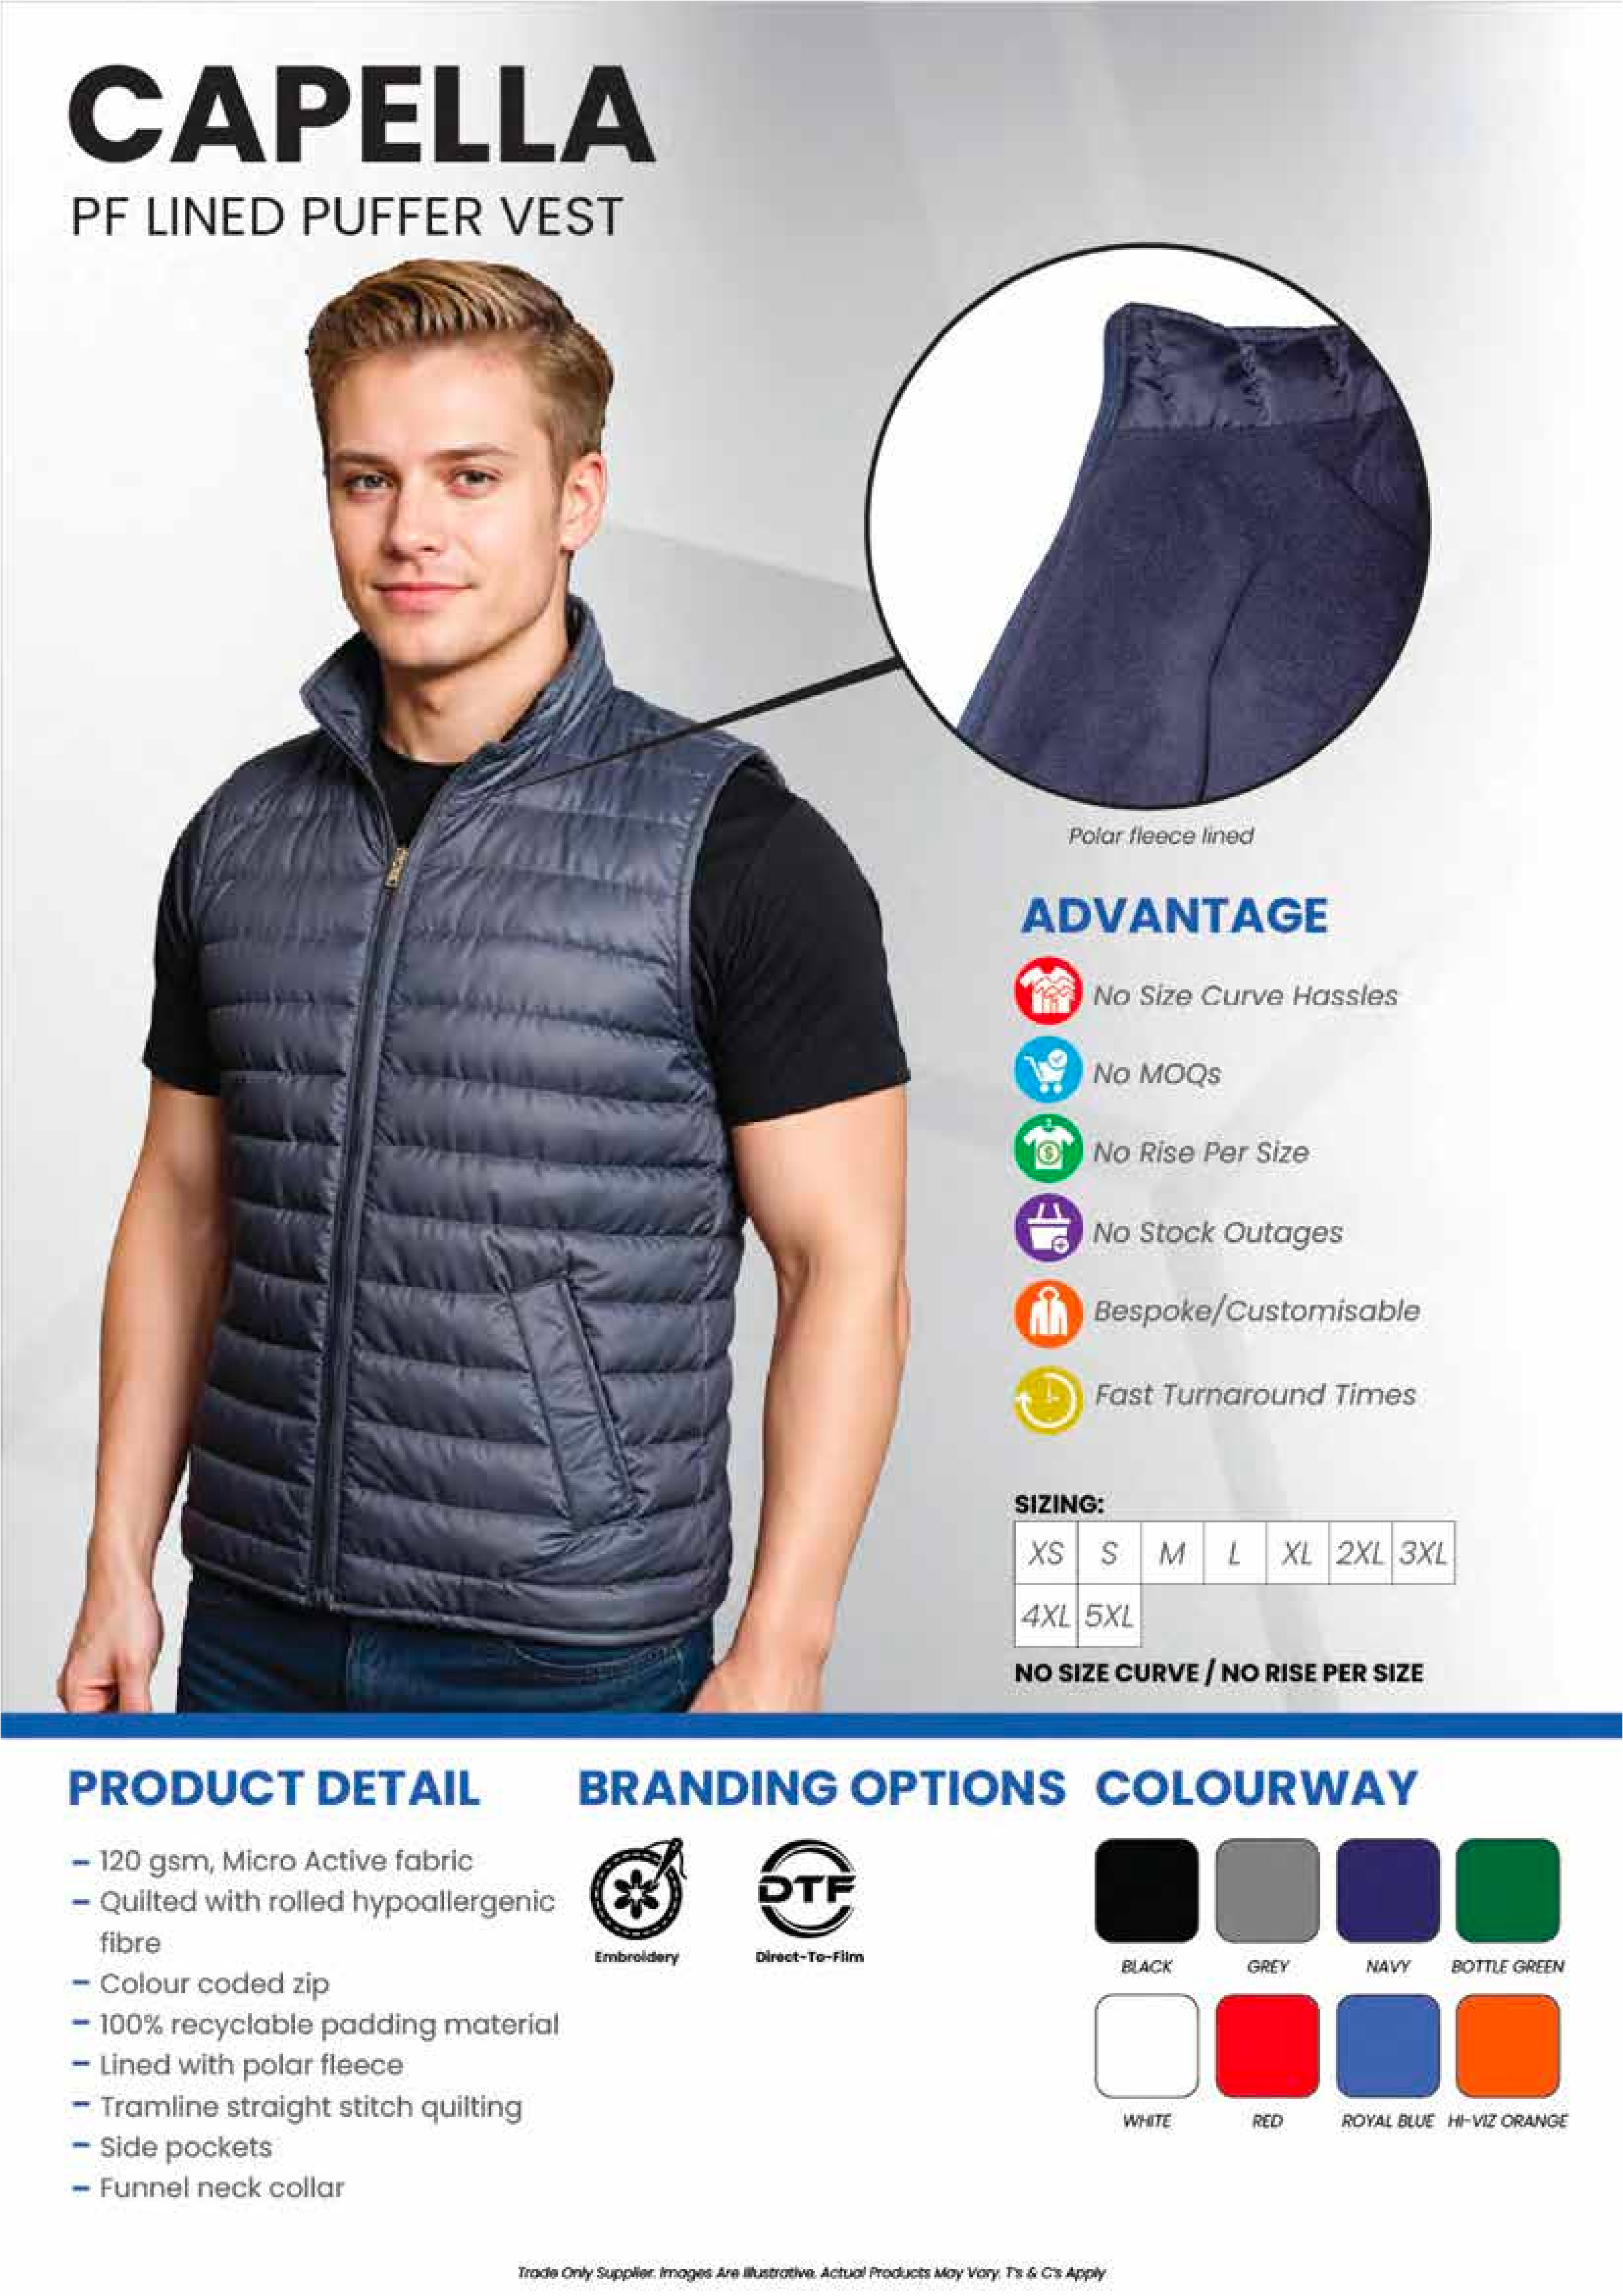 CAPELLA
PF LINED PUFFER VEST
Polar fleece lined
ADVANTAGE
No Size Curve Hassles
No MOQs
No Rise Per Size
No Stock Outages
Bespoke/Customisable
Fast Turnaround Times
SIZING:
XS S M L XL 2XL 3XL
4XL 5XL
NO SIZE CURVE / NO RISE PER SIZE
PRODUCT DETAIL
- 120 gsm, Micro Active fabric
- Quilted with rolled hypoallergenic
fibre
- Colour coded zip
- 100% recyclable padding material
- Lined with polar fleece
- Tramline straight stitch quilting
- Side pockets
- Funnel neck collar
BRANDING OPTIONS
DTF
Embroidery Direct-To-Film
COLOURWAY
BLACK GREY NAVY BOTTLE GREEN
WHITE RED ROYAL BLUE HI-VIZ ORANGE
Trade Only Supplier. Images Are Illustrative. Actual Products May Vary. T's & C's Apply